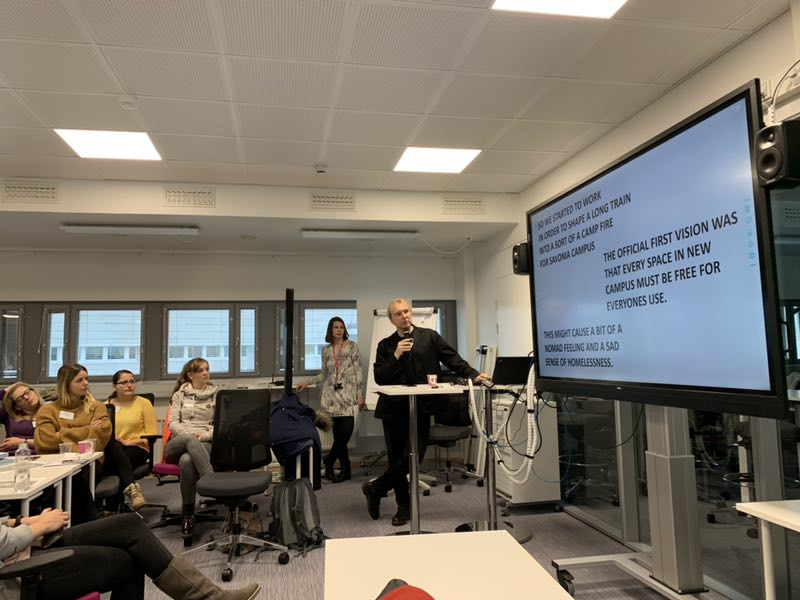 SO WE STARTED TO WORK
IN ORDER TO SHAPE A LONG TRAIN
INTO A SORT OF A CAMP FIRE
FOR SAVONIA CAMPUS
THE OFFICIAL FIRST VISION WAS
THAT EVERY SPACE IN NEW
CAMPUS MUST BE FREE FOR
EVERYONES USE.
THIS MIGHT CAUSE A BIT OF A
NOMAD FEELING AND A SAD
SENSE OF HOMELESSNESS.